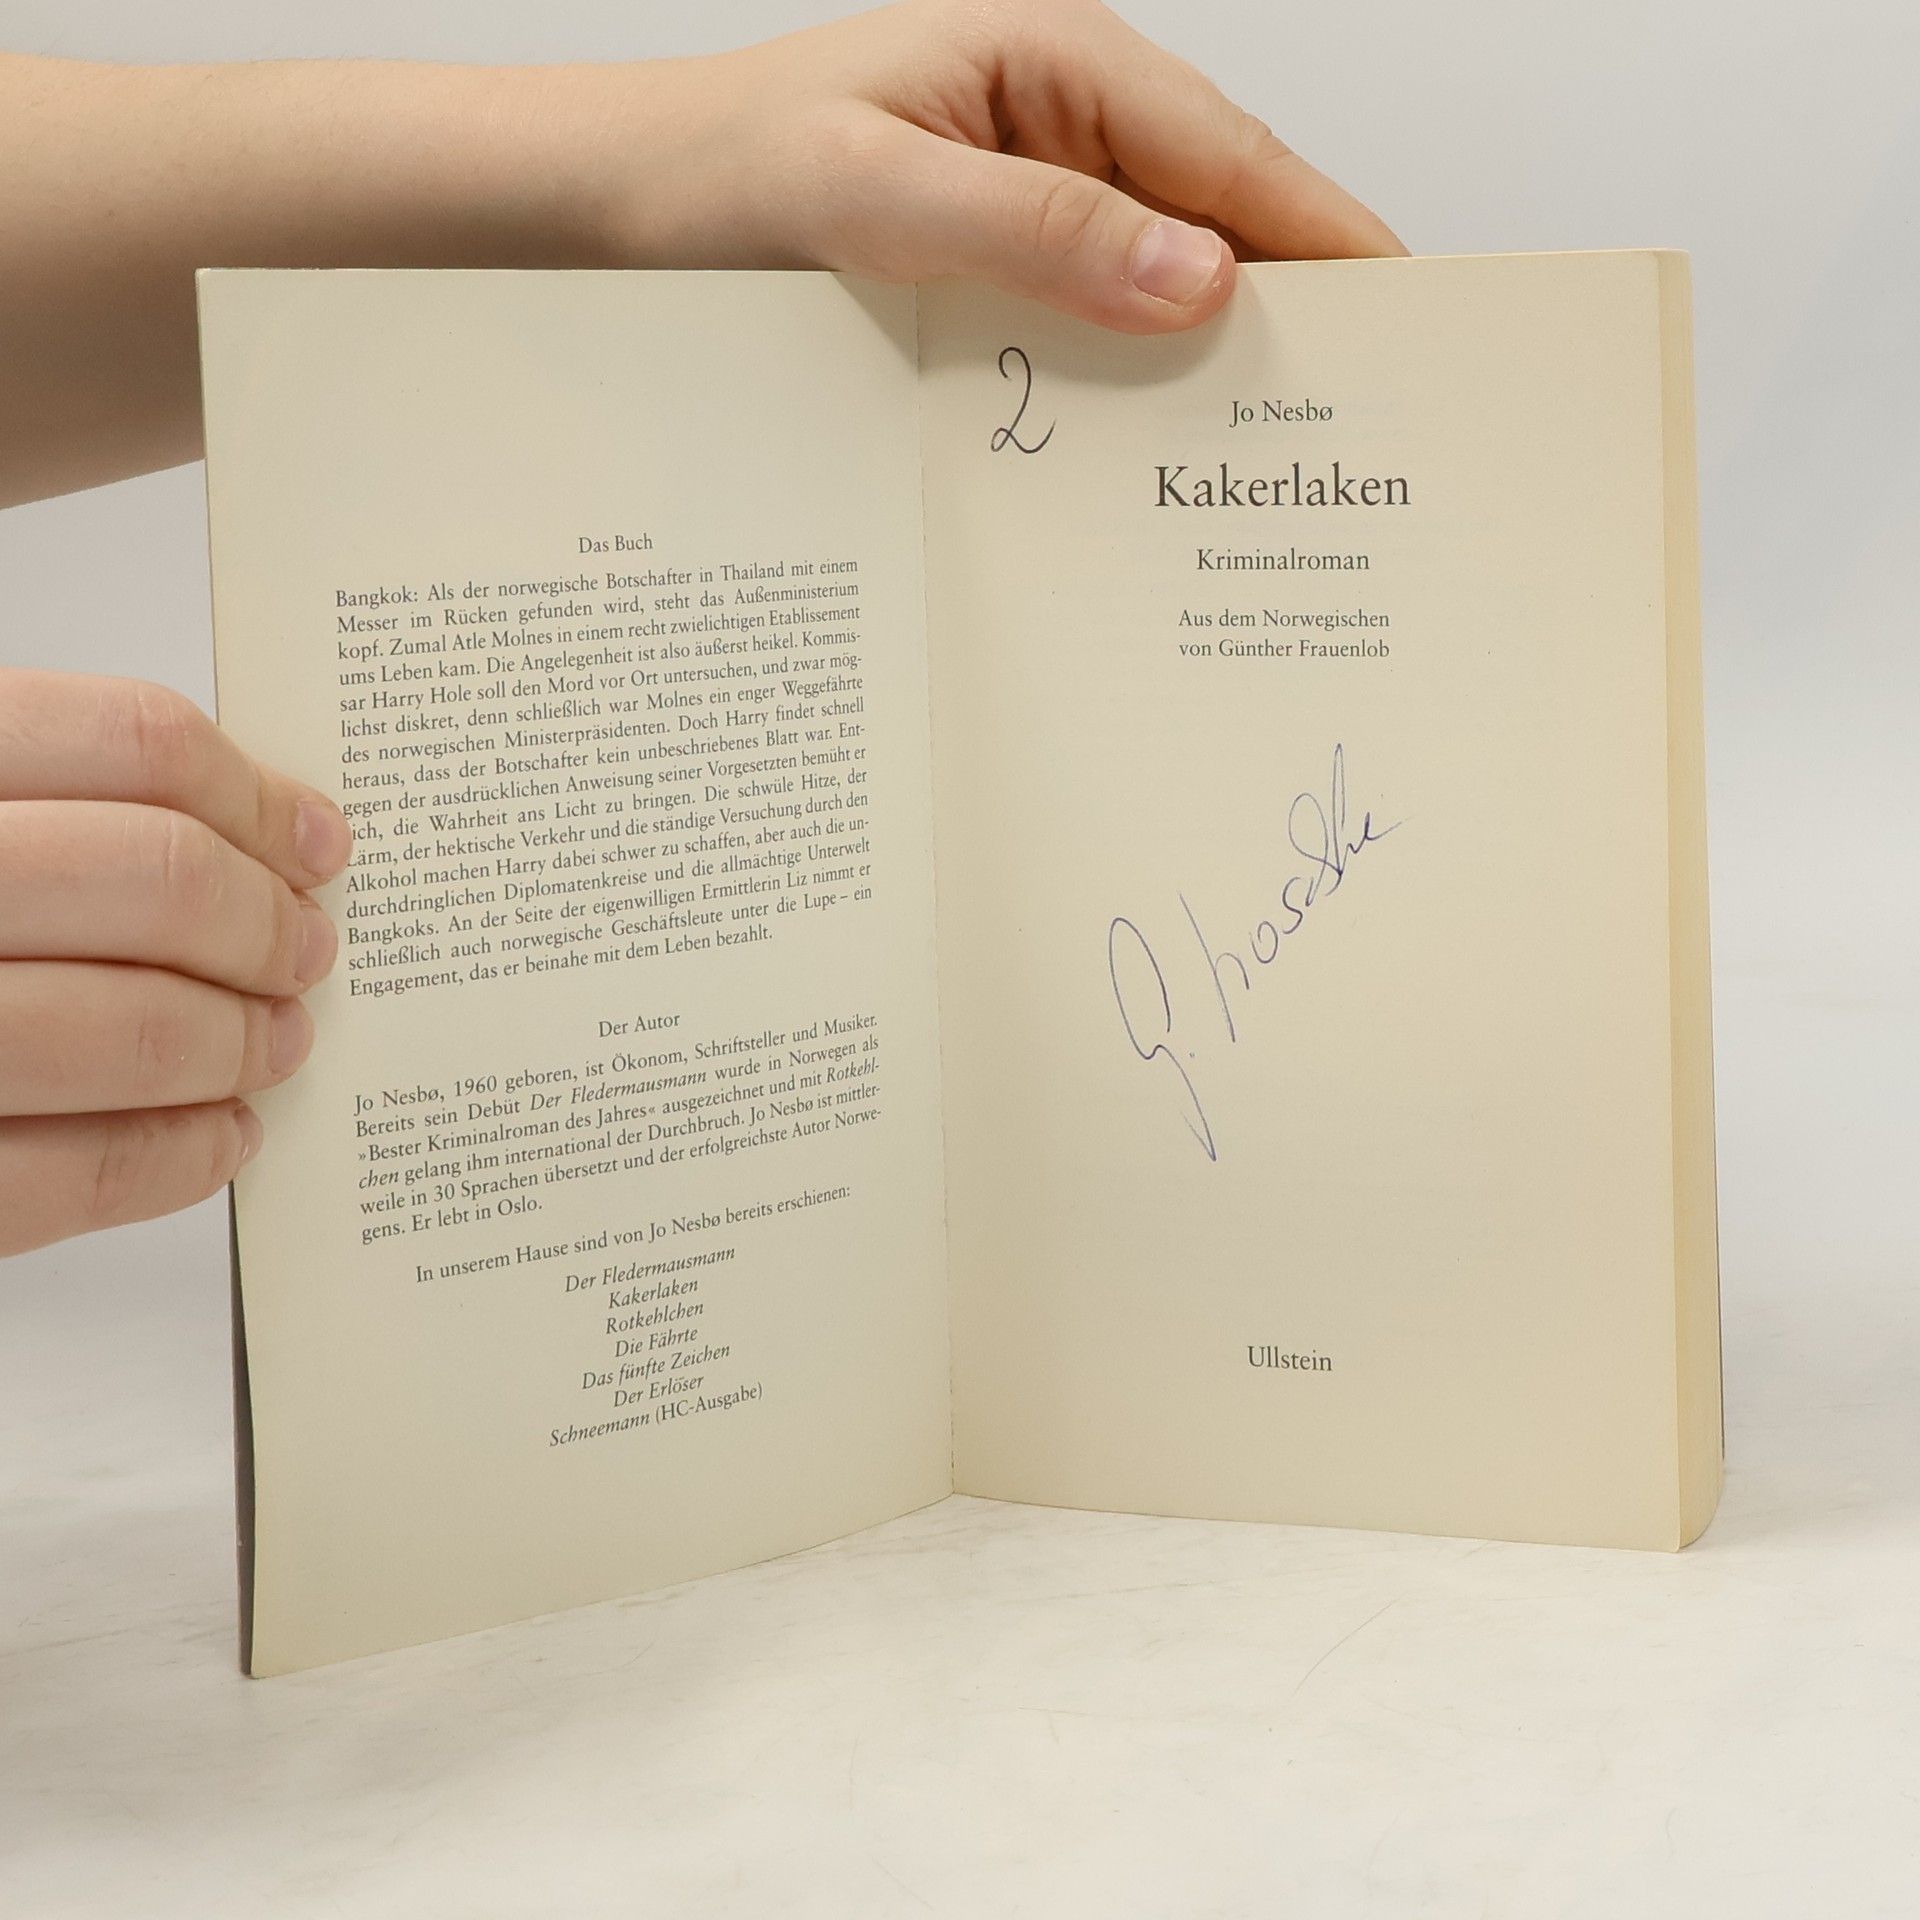 Das Buch
Bangkok: Als der norwegische Botschafter in Thailand mit einem
Messer im Rücken gefunden wird, steht das Außenministerium
kopf. Zumal Atle Molnes in einem recht zwielichtigen Etablissement
ums Leben kam. Die Angelegenheit ist also äußerst heikel. Kommis-
sar Harry Hole soll den Mord vor Ort untersuchen, und zwar mög-
lichst diskret, denn schließlich war Molnes ein enger Weggefährte
des norwegischen Ministerpräsidenten. Doch Harry findet schnell
heraus, dass der Botschafter kein unbeschriebenes Blatt war. Ent-
gegen der ausdrücklichen Anweisung seiner Vorgesetzten bemüht er
ich, die Wahrheit ans Licht zu bringen. Die schwüle Hitze, der
Lärm, der hektische Verkehr und die ständige Versuchung durch den
Alkohol machen Harry dabei schwer zu schaffen, aber auch die un-
durchdringlichen Diplomatenkreise und die allmächtige Unterwelt
Bangkoks. An der Seite der eigenwilligen Ermittlerin Liz nimmt er
schließlich auch norwegische Geschäftsleute unter die Lupe – ein
Engagement, das er beinahe mit dem Leben bezahlt.
Der Autor
Jo Nesbø, 1960 geboren, ist Ökonom, Schriftsteller und Musiker.
Bereits sein Debüt Der Fledermausmann wurde in Norwegen als
»Bester Kriminalroman des Jahres« ausgezeichnet und mit Rotkehl-
chen gelang ihm international der Durchbruch. Jo Nesbø ist mittler-
weile in 30 Sprachen übersetzt und der erfolgreichste Autor Norwe-
gens. Er lebt in Oslo.
In unserem Hause sind von Jo Nesbø bereits erschienen:
Der Fledermausmann
Kakerlaken
Rotkehlchen
Die Fährte
Das fünfte Zeichen
Der Erlöser
Schneemann (HC-Ausgabe)
2
Jo Nesbø
Kakerlaken
Kriminalroman
Aus dem Norwegischen
von Günther Frauenlob
Ullstein